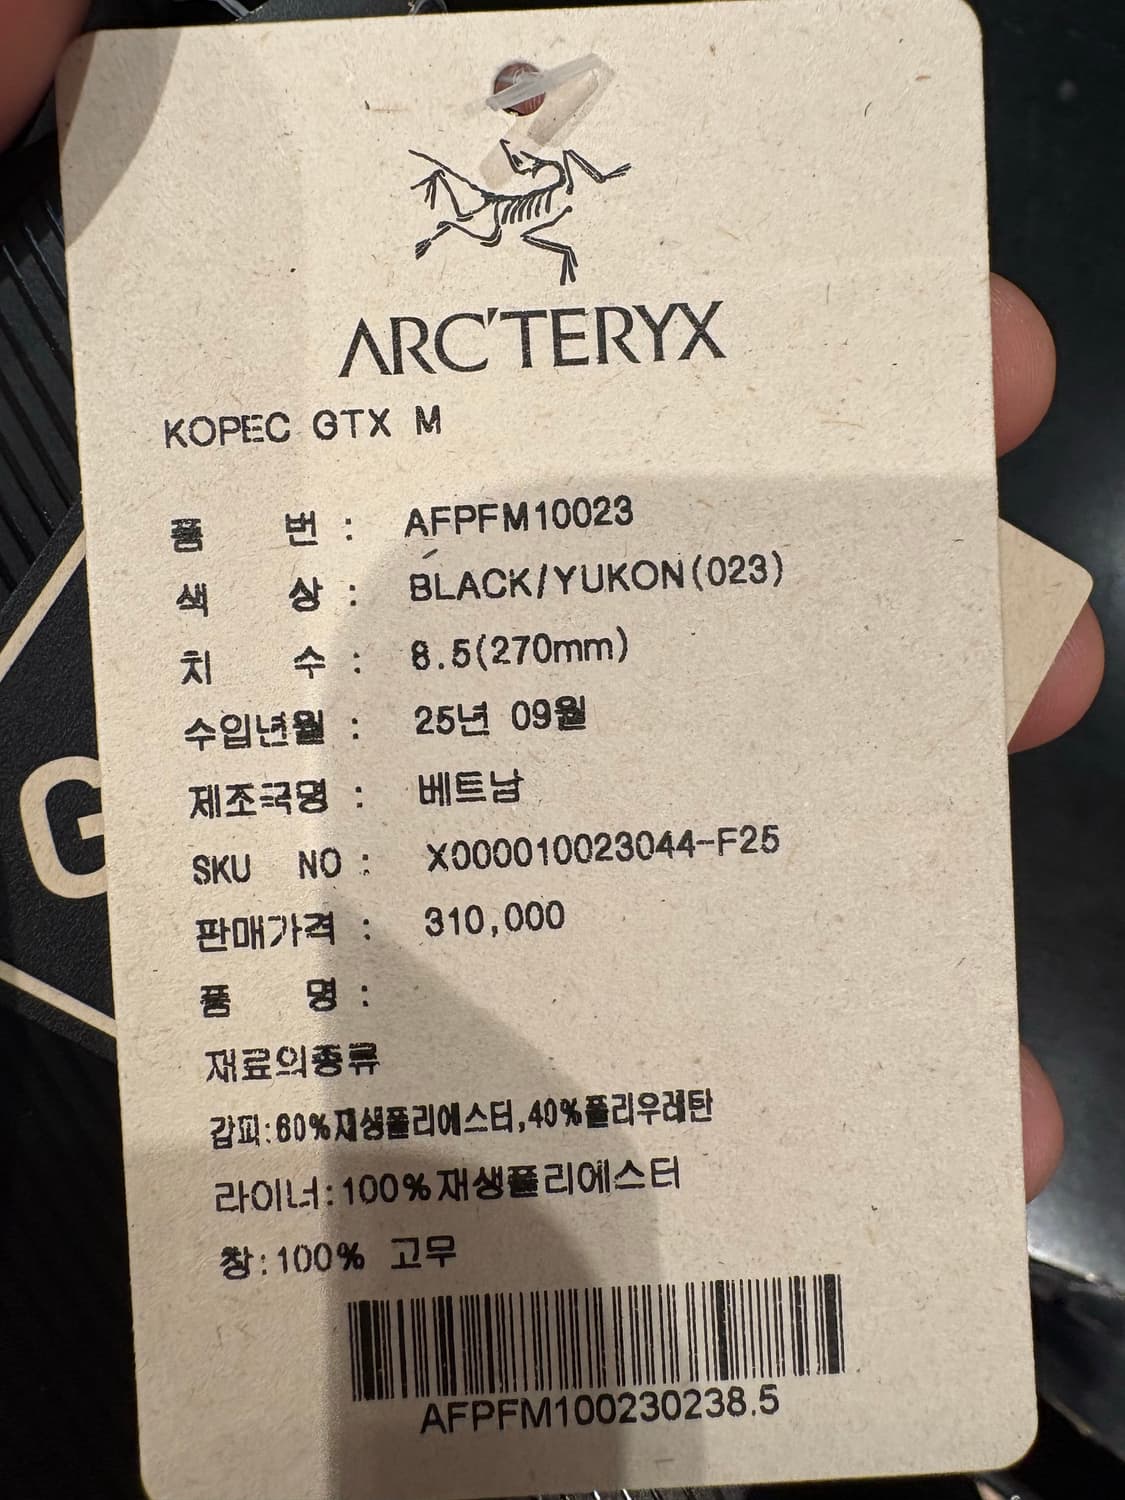 ARC'TERYX
KOPEC GTX M
품 번 : AFPFM10023
색 상 : BLACK/YUKON(023)
치 수 : 8.5(270mm)
수입년월 : 25년 09월
제조국명 : 베트남
SKU NO : X000010023044-F25
판매가격 : 310,000
품 명 :
재료의종류
갑피:60%재생폴리에스터,40%폴리우레탄
라이너:100%재생폴리에스터
창:100% 고무
AFPFM100230238.5
G